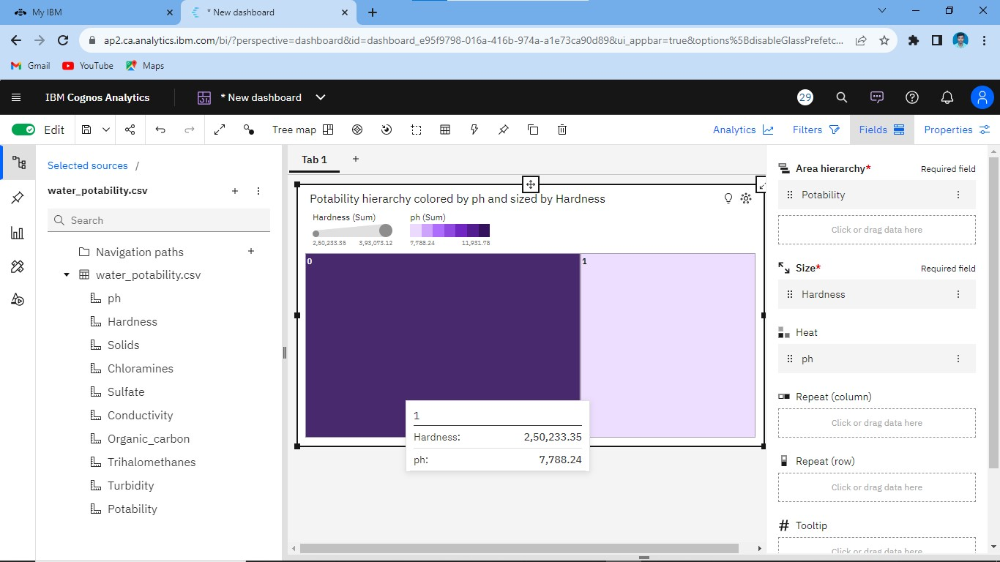 My IBM
* New dashboard
ap2.ca.analytics.ibm.com/bi/?perspective=dashboard&id=dashboard_e95f9798-016a-416b-974a-a1e73ca90d89&ui_appbar=true&options%5BdisableGlassPrefetc...
Gmail
YouTube
Maps
IBM Cognos Analytics
* New dashboard
29
Edit
Tree map
Analytics
Filters
Fields
Properties
Selected sources /
water_potability.csv
Search
Navigation paths
water_potability.csv
ph
Hardness
Solids
Chloramines
Sulfate
Conductivity
Organic_carbon
Trihalomethanes
Turbidity
Potability
Tab 1
Potability hierarchy colored by ph and sized by Hardness
Hardness (Sum)
2,50,233.35 3,93,073.12
ph (Sum)
7,788.24 11,931.78
0
1
1
Hardness: 2,50,233.35
ph: 7,788.24
Area hierarchy* Required field
Potability
Click or drag data here
Size* Required field
Hardness
Heat
ph
Repeat (column)
Click or drag data here
Repeat (row)
Click or drag data here
Tooltip
Click or drag data here